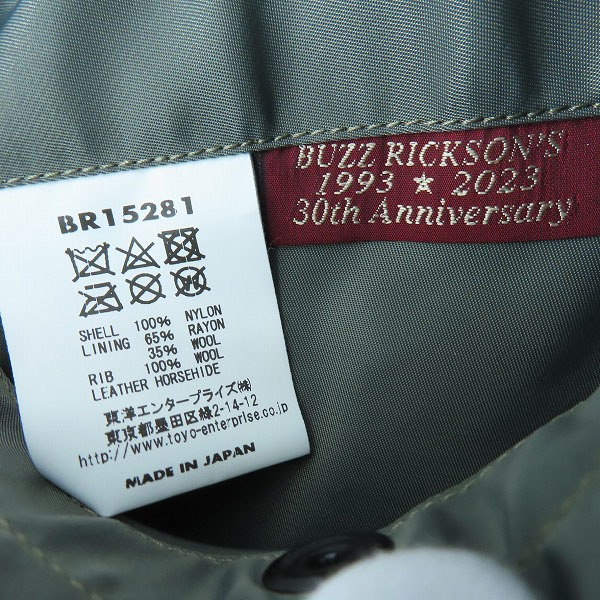 BUZZ RICKSON'S
1993 ★ 2023
30th Anniversary
BR15281
SHELL 100% NYLON
LINING 65% RAYON
35% WOOL
RIB 100% WOOL
LEATHER HORSEHIDE
東洋エンタープライズ㈱
東京都墨田区緑2-14-12
http://www.toyo-enterprise.co.jp/
MADE IN JAPAN